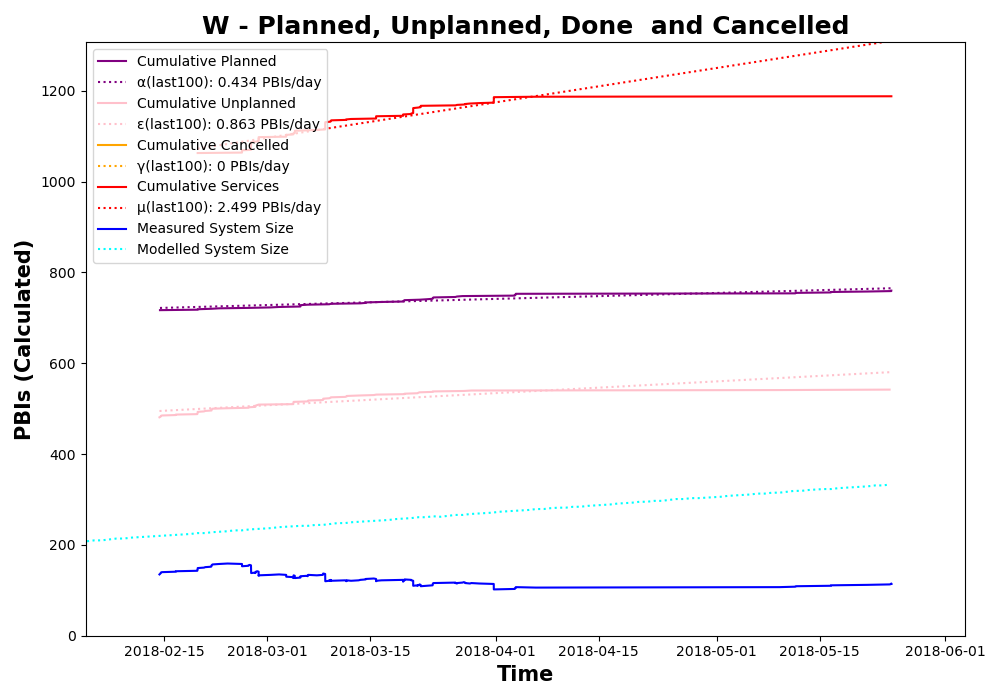 W - Planned, Unplanned, Done  and Cancelled
Cumulative Planned
α(last100): 0.434 PBIs/day
Cumulative Unplanned
ε(last100): 0.863 PBIs/day
Cumulative Cancelled
γ(last100): 0 PBIs/day
Cumulative Services
μ(last100): 2.499 PBIs/day
Measured System Size
Modelled System Size
PBIs (Calculated)
1200
1000
800
600
400
200
0
2018-02-15 2018-03-01 2018-03-15 2018-04-01 2018-04-15 2018-05-01 2018-05-15 2018-06-01
Time